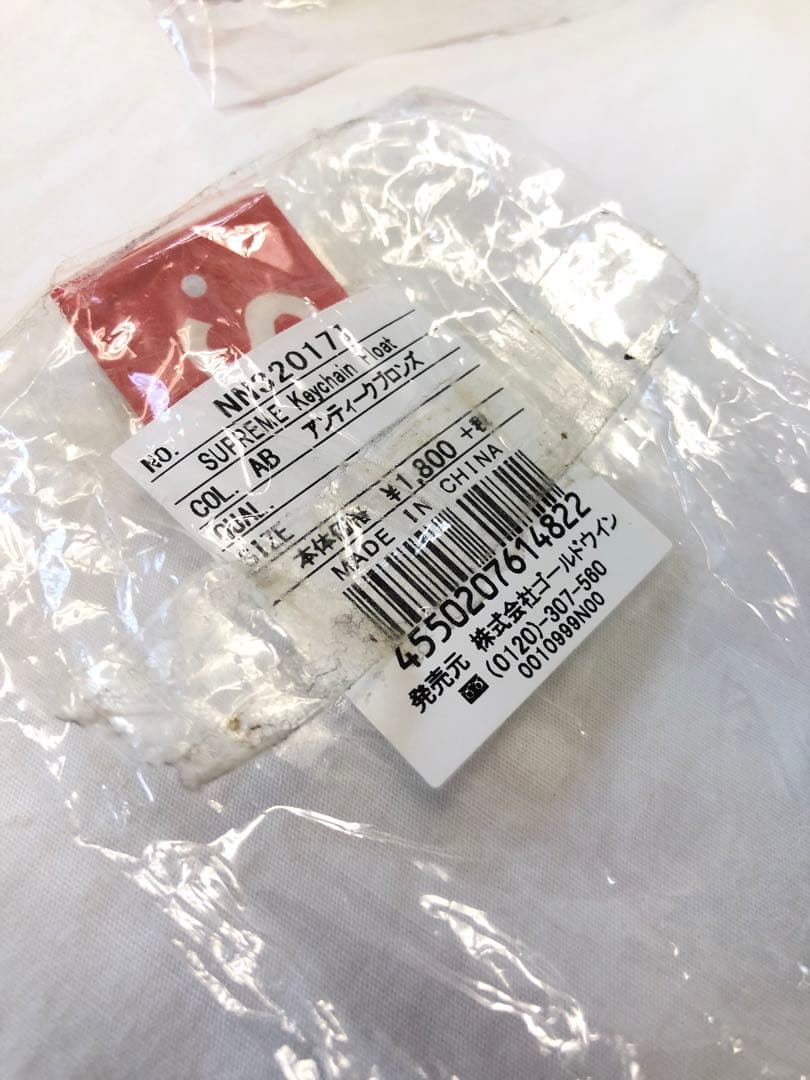 NO. NN32017I
SUPREME Keychain Float
COL. AB アンティークブロンズ
QUAL.
SIZE
本体価格 ¥1,800 +税
MADE IN CHINA
4550207614822
発売元 株式会社ゴールドウイン
(0120)-307-560
0010999N00